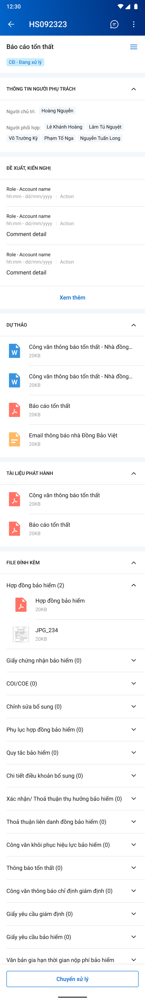 12:30
HS092323
Báo cáo tổn thất
CĐ - Đang xử lý
THÔNG TIN NGƯỜI PHỤ TRÁCH
Người chủ trì: Hoàng Nguyễn
Người phối hợp: Lê Khánh Hoàng Lâm Tú Nguyệt
Võ Trường Kỳ Phạm Tố Nga Nguyễn Tuấn Long
ĐỀ XUẤT, KIẾN NGHỊ
Role - Account name
hh:mm - dd/mm/yyyy | Action
Role - Account name
hh:mm - dd/mm/yyyy | Action
Comment detail
Role - Account name
hh:mm - dd/mm/yyyy | Action
Comment detail
Xem thêm
DỰ THẢO
W
Công văn thông báo tổn thất - Nhà đồng...
20KB
W
Công văn thông báo tổn thất - Nhà đồng...
20KB
Báo cáo tổn thất
20KB
Email thông báo nhà Đồng Bảo Việt
20KB
TÀI LIỆU PHÁT HÀNH
Công văn thông báo tổn thất
20KB
Báo cáo tổn thất
20KB
FILE ĐÍNH KÈM
Hợp đồng bảo hiểm (2)
Hợp đồng bảo hiểm
20KB
JPG_234
20KB
Giấy chứng nhận bảo hiểm (0)
COI/COE (0)
Chỉnh sửa bổ sung (0)
Phụ lục hợp đồng bảo hiểm (0)
Quy tắc bảo hiểm (0)
Chi tiết điều khoản bổ sung (0)
Xác nhận/ Thoả thuận thụ hưởng bảo hiểm (0)
Thoả thuận liên danh đồng bảo hiểm (0)
Công văn khôi phục hiệu lực bảo hiểm (0)
Thông báo tổn thất (0)
Công văn thông báo chỉ định giám định (0)
Giấy yêu cầu giám định (0)
Giấy yêu cầu bảo hiểm (0)
Văn bản gia hạn thời gian nộp phí bảo hiểm
Chuyển xử lý